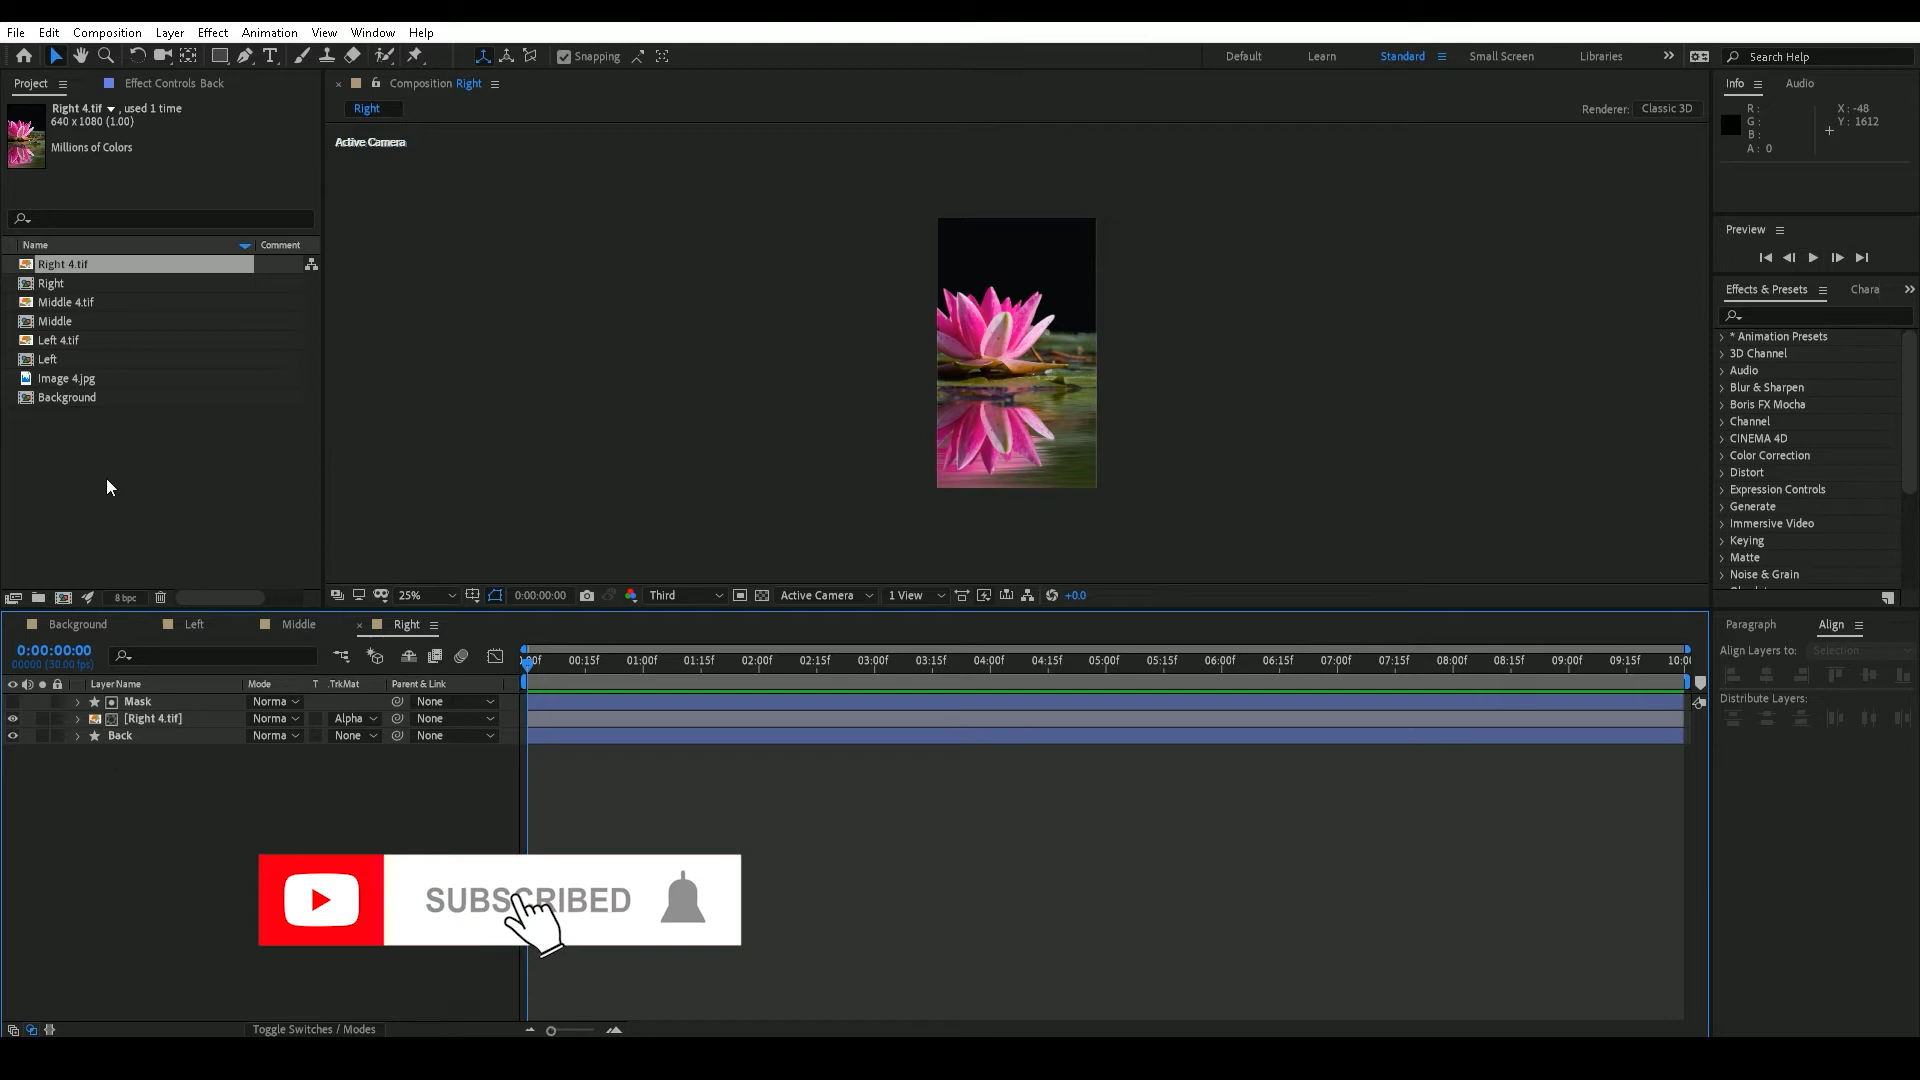 File Edit Composition Layer Effect Animation View Window Help
Snapping
Default Learn Standard Small Screen Libraries Search Help
Project Effect Controls Back
Right 4.tif , used 1 time
640 x 1080 (1.00)
Millions of Colors
Name Comment
Right 4.tif
Right
Middle 4.tif
Middle
Left 4.tif
Left
Image 4.jpg
Background
8 bpc
Composition Right
Right
Renderer: Classic 3D
Active Camera
25% 0:00:00:00 Third Active Camera 1 View +0.0
Info Audio
R :
G :
B :
A : 0
X : -48
Y : 1612
Preview
Effects & Presets Chara
* Animation Presets
3D Channel
Audio
Blur & Sharpen
Boris FX Mocha
Channel
CINEMA 4D
Color Correction
Distort
Expression Controls
Generate
Immersive Video
Keying
Matte
Noise & Grain
Background Left Middle Right
0:00:00:00
00000 (30.00 fps)
00f 00:15f 01:00f 01:15f 02:00f 02:15f 03:00f 03:15f 04:00f 04:15f 05:00f 05:15f 06:00f 06:15f 07:00f 07:15f 08:00f 08:15f 09:00f 09:15f 10:0
Layer Name Mode T .TrkMat Parent & Link
Mask Norma None
[Right 4.tif] Norma Alpha None
Back Norma None None
SUBSCRIBED
Toggle Switches / Modes
Paragraph Align
Align Layers to: Selection
Distribute Layers: